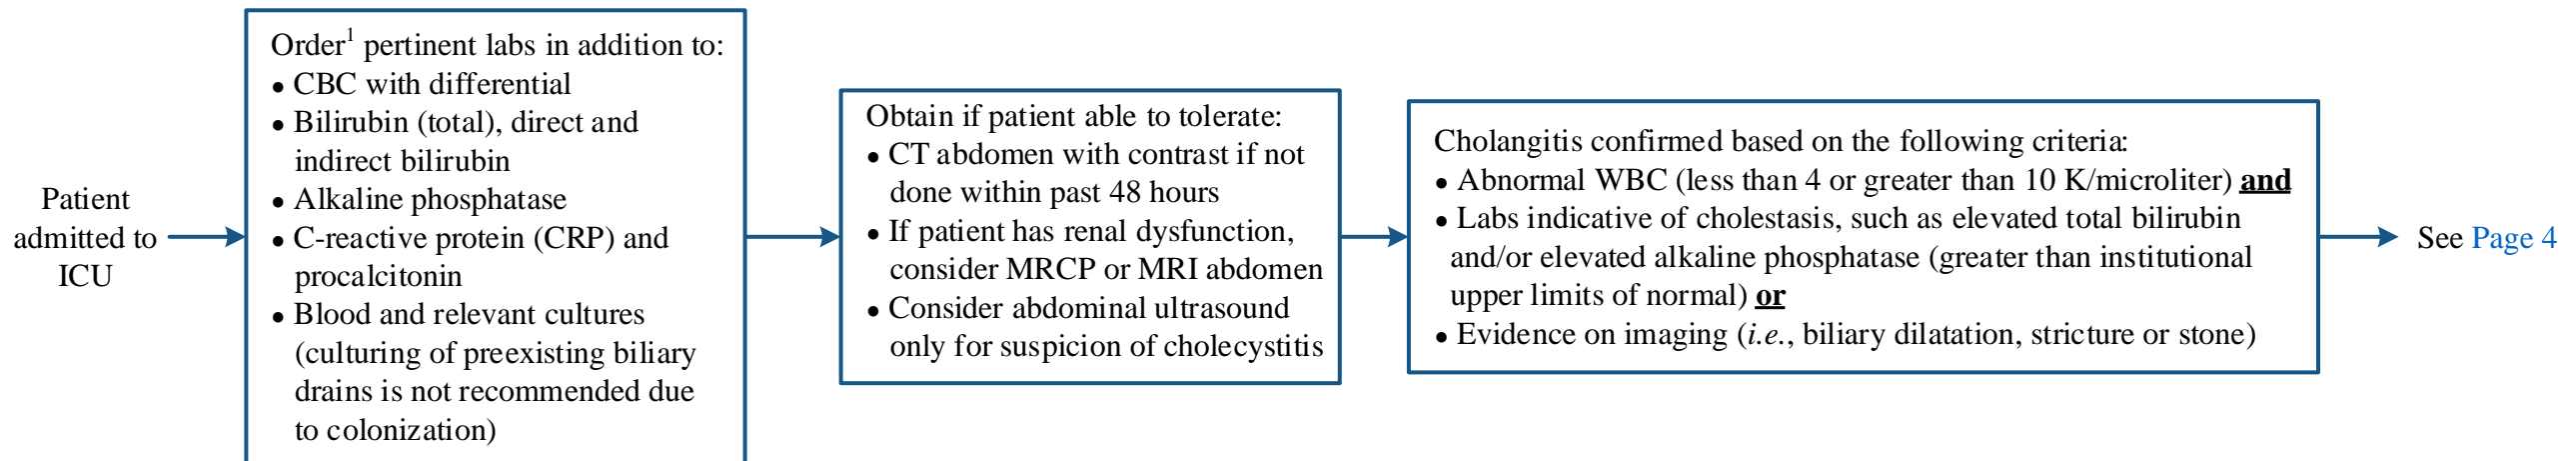 Patient
admitted to
ICU
Order¹ pertinent labs in addition to:
• CBC with differential
• Bilirubin (total), direct and
indirect bilirubin
• Alkaline phosphatase
• C-reactive protein (CRP) and
procalcitonin
• Blood and relevant cultures
(culturing of preexisting biliary
drains is not recommended due
to colonization)
Obtain if patient able to tolerate:
• CT abdomen with contrast if not
done within past 48 hours
• If patient has renal dysfunction,
consider MRCP or MRI abdomen
• Consider abdominal ultrasound
only for suspicion of cholecystitis
Cholangitis confirmed based on the following criteria:
• Abnormal WBC (less than 4 or greater than 10 K/microliter) and
• Labs indicative of cholestasis, such as elevated total bilirubin
and/or elevated alkaline phosphatase (greater than institutional
upper limits of normal) or
• Evidence on imaging (i.e., biliary dilatation, stricture or stone)
See Page 4